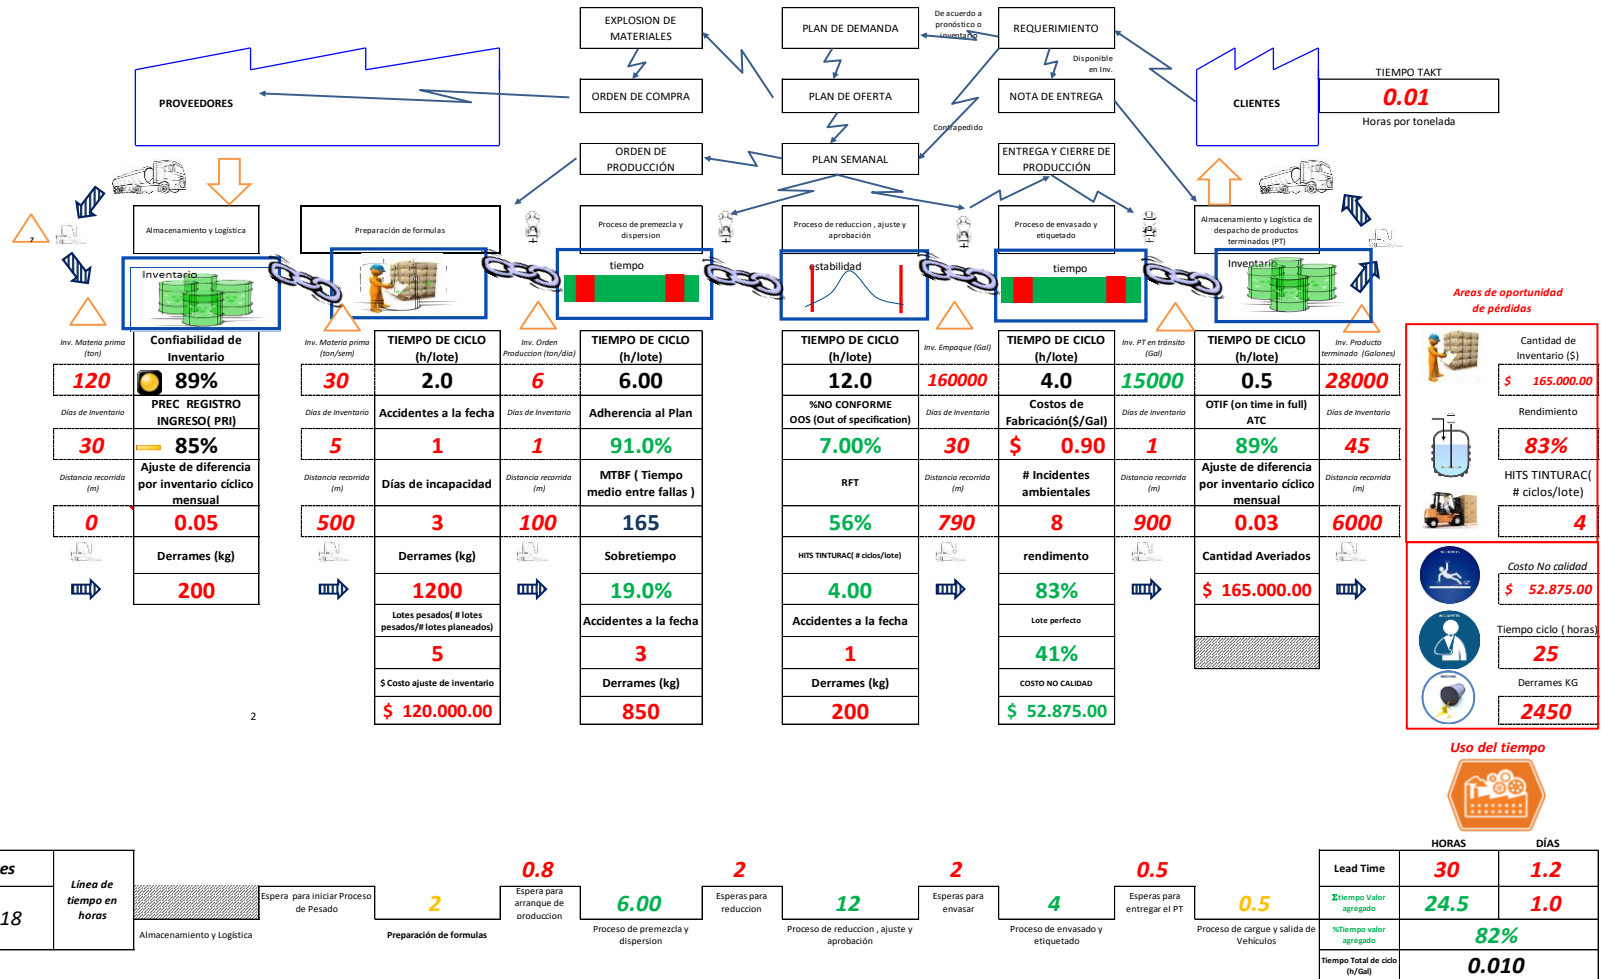 EXPLOSION DE
MATERIALES
PLAN DE DEMANDA
De acuerdo a
pronóstico o
inventario
REQUERIMIENTO
Disponible
en Inv.
PROVEEDORES
ORDEN DE COMPRA
PLAN DE OFERTA
NOTA DE ENTREGA
CLIENTES
TIEMPO TAKT
0.01
Horas por tonelada
Contrapedido
ORDEN DE
PRODUCCIÓN
PLAN SEMANAL
ENTREGA Y CIERRE DE
PRODUCCIÓN
7
Almacenamiento y Logística
Preparación de formulas
Proceso de premezcla y
dispersion
Proceso de reduccion , ajuste y
aprobación
Proceso de envasado y
etiquetado
Almacenamiento y Logística de
despacho de productos
terminados (PT)
Inventario
tiempo
estabilidad
tiempo
Inventario
Areas de oportunidad
de pérdidas
Inv. Materia prima
(ton)
120
Días de Inventario
30
Distancia recorrida
(m)
0
Confiabilidad de
Inventario
89%
PREC REGISTRO
INGRESO( PRI)
85%
Ajuste de diferencia
por inventario cíclico
mensual
0.05
Derrames (kg)
200
Inv. Materia prima
(ton/sem)
30
Días de Inventario
5
Distancia recorrida
(m)
500
TIEMPO DE CICLO
(h/lote)
2.0
Accidentes a la fecha
1
Días de incapacidad
3
Derrames (kg)
1200
Lotes pesados( # lotes
pesados/# lotes planeados)
5
$ Costo ajuste de inventario
$ 120.000.00
Inv. Orden
Produccion (ton/dia)
6
Días de Inventario
1
Distancia recorrida
(m)
100
TIEMPO DE CICLO
(h/lote)
6.00
Adherencia al Plan
91.0%
MTBF ( Tiempo
medio entre fallas )
165
Sobretiempo
19.0%
Accidentes a la fecha
3
Derrames (kg)
850
TIEMPO DE CICLO
(h/lote)
12.0
%NO CONFORME
OOS (Out of specification)
7.00%
RFT
56%
HITS TINTURAC( # ciclos/lote)
4.00
Accidentes a la fecha
1
Derrames (kg)
200
Inv. Empaque (Gal)
160000
Días de Inventario
30
Distancia recorrida
(m)
790
TIEMPO DE CICLO
(h/lote)
4.0
Costos de
Fabricación($/Gal)
$ 0.90
# Incidentes
ambientales
8
rendimiento
83%
Lote perfecto
41%
COSTO NO CALIDAD
$ 52.875.00
Inv. PT en tránsito
(Gal)
15000
Días de Inventario
1
Distancia recorrida
(m)
900
TIEMPO DE CICLO
(h/lote)
0.5
OTIF (on time in full)
ATC
89%
Ajuste de diferencia
por inventario cíclico
mensual
0.03
Cantidad Averiados
$ 165.000.00
Inv. Producto
terminado (Galones)
28000
Días de Inventario
45
Distancia recorrida
(m)
6000
Cantidad de
Inventario ($)
$ 165.000.00
Rendimiento
83%
HITS TINTURAC(
# ciclos/lote)
4
Costo No calidad
$ 52.875.00
Tiempo ciclo ( horas)
25
Derrames KG
2450
2
Uso del tiempo
es
18
Línea de
tiempo en
horas
Almacenamiento y Logística
Espera para iniciar Proceso
de Pesado
2
Preparación de formulas
0.8
Espera para
arranque de
produccion
6.00
Proceso de premezcla y
dispersion
2
Esperas para
reduccion
12
Proceso de reduccion , ajuste y
aprobación
2
Esperas para
envasar
4
Proceso de envasado y
etiquetado
0.5
Esperas para
entregar el PT
0.5
Proceso de cargue y salida de
Vehículos
HORAS
DÍAS
Lead Time
30
1.2
Σtiempo Valor
agregado
24.5
1.0
%Tiempo valor
agregado
82%
Tiempo Total de ciclo
(h/Gal)
0.010